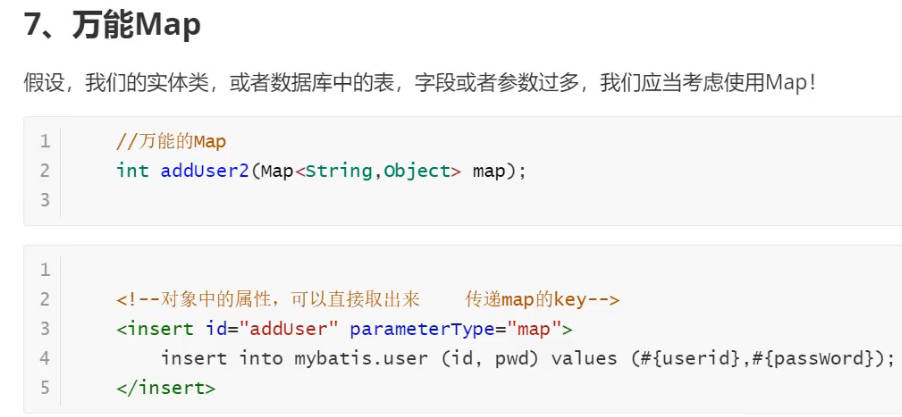 7、万能Map
假设，我们的实体类，或者数据库中的表，字段或者参数过多，我们应当考虑使用Map！
1 //万能的Map
2 int addUser2(Map<String,Object> map);
3
1
2 <!--对象中的属性，可以直接取出来 传递map的key-->
3 <insert id="addUser" parameterType="map">
4 insert into mybatis.user (id, pwd) values (#{userid},#{passWord});
5 </insert>